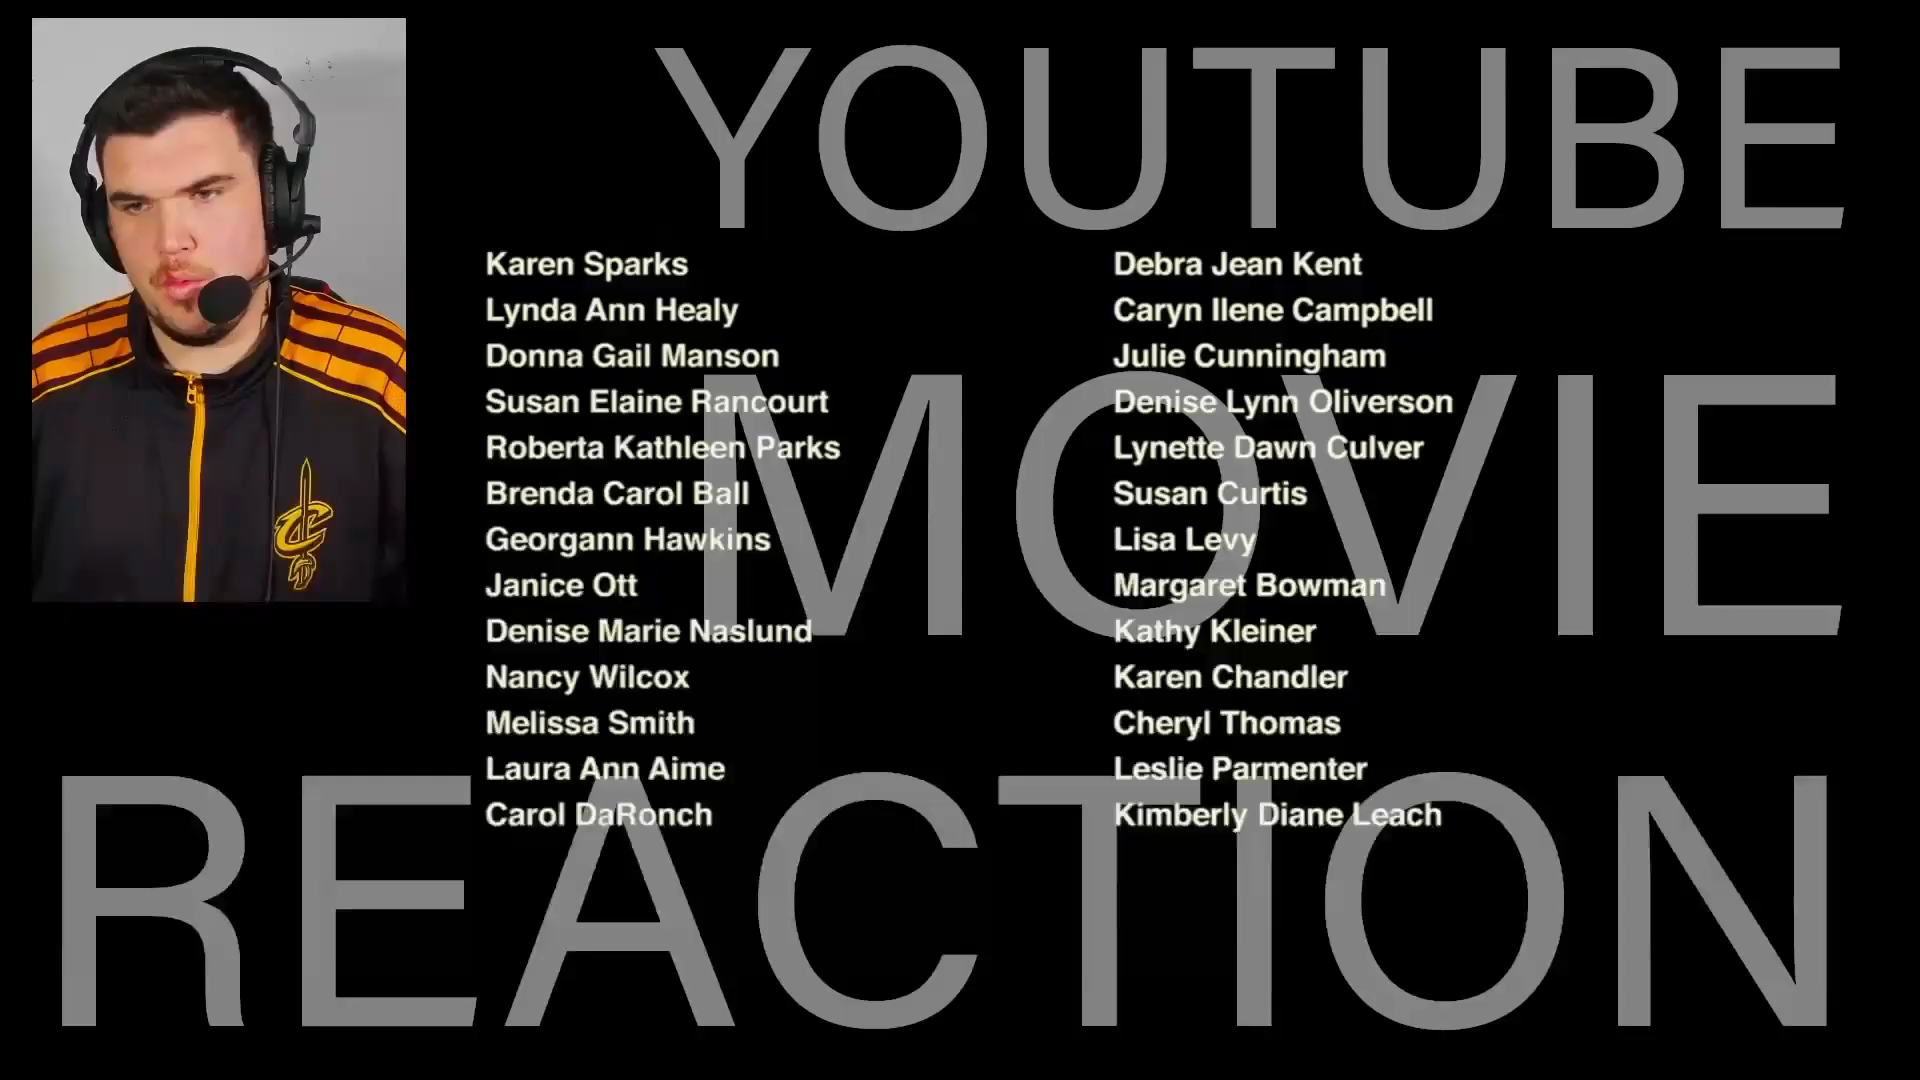 YOUTUBE
MOVIE
REACTION
Karen Sparks
Lynda Ann Healy
Donna Gail Manson
Susan Elaine Rancourt
Roberta Kathleen Parks
Brenda Carol Ball
Georgann Hawkins
Janice Ott
Denise Marie Naslund
Nancy Wilcox
Melissa Smith
Laura Ann Aime
Carol DaRonch
Debra Jean Kent
Caryn Ilene Campbell
Julie Cunningham
Denise Lynn Oliverson
Lynette Dawn Culver
Susan Curtis
Lisa Levy
Margaret Bowman
Kathy Kleiner
Karen Chandler
Cheryl Thomas
Leslie Parmenter
Kimberly Diane Leach